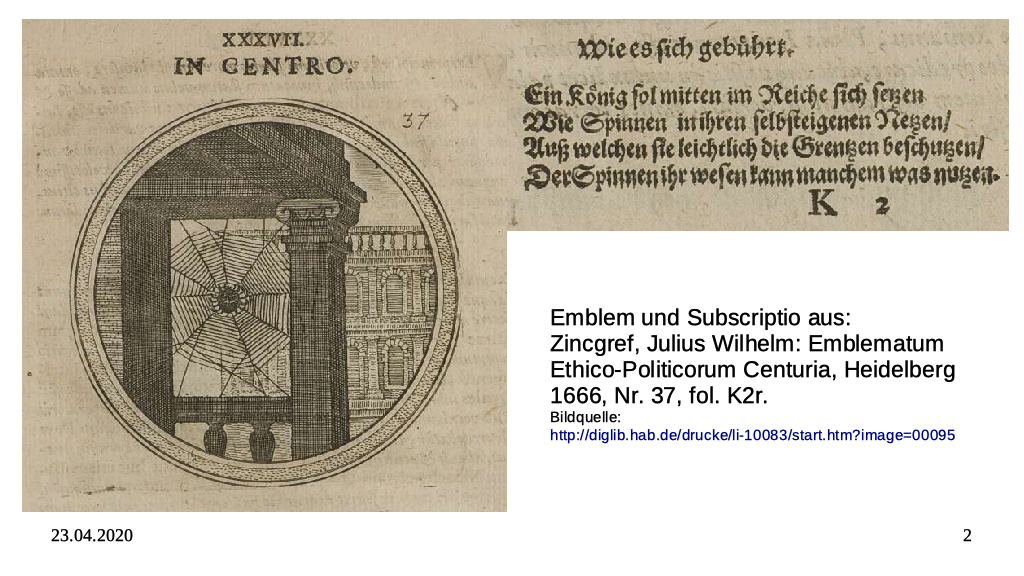 XXXVII.
IN CENTRO.
37
Wie es sich gebührt.
Ein König sol mitten im Reiche sich setzen
Wie Spinnen in ihren selbsteigenen Netzen/
Auß welchen sie leichtlich die Grentzen beschutzen/
Der Spinnen ihr wesen kann manchem was nutzen.
K 2
Emblem und Subscriptio aus:
Zincgref, Julius Wilhelm: Emblematum
Ethico-Politicorum Centuria, Heidelberg
1666, Nr. 37, fol. K2r.
Bildquelle:
http://diglib.hab.de/drucke/li-10083/start.htm?image=00095
23.04.2020
2